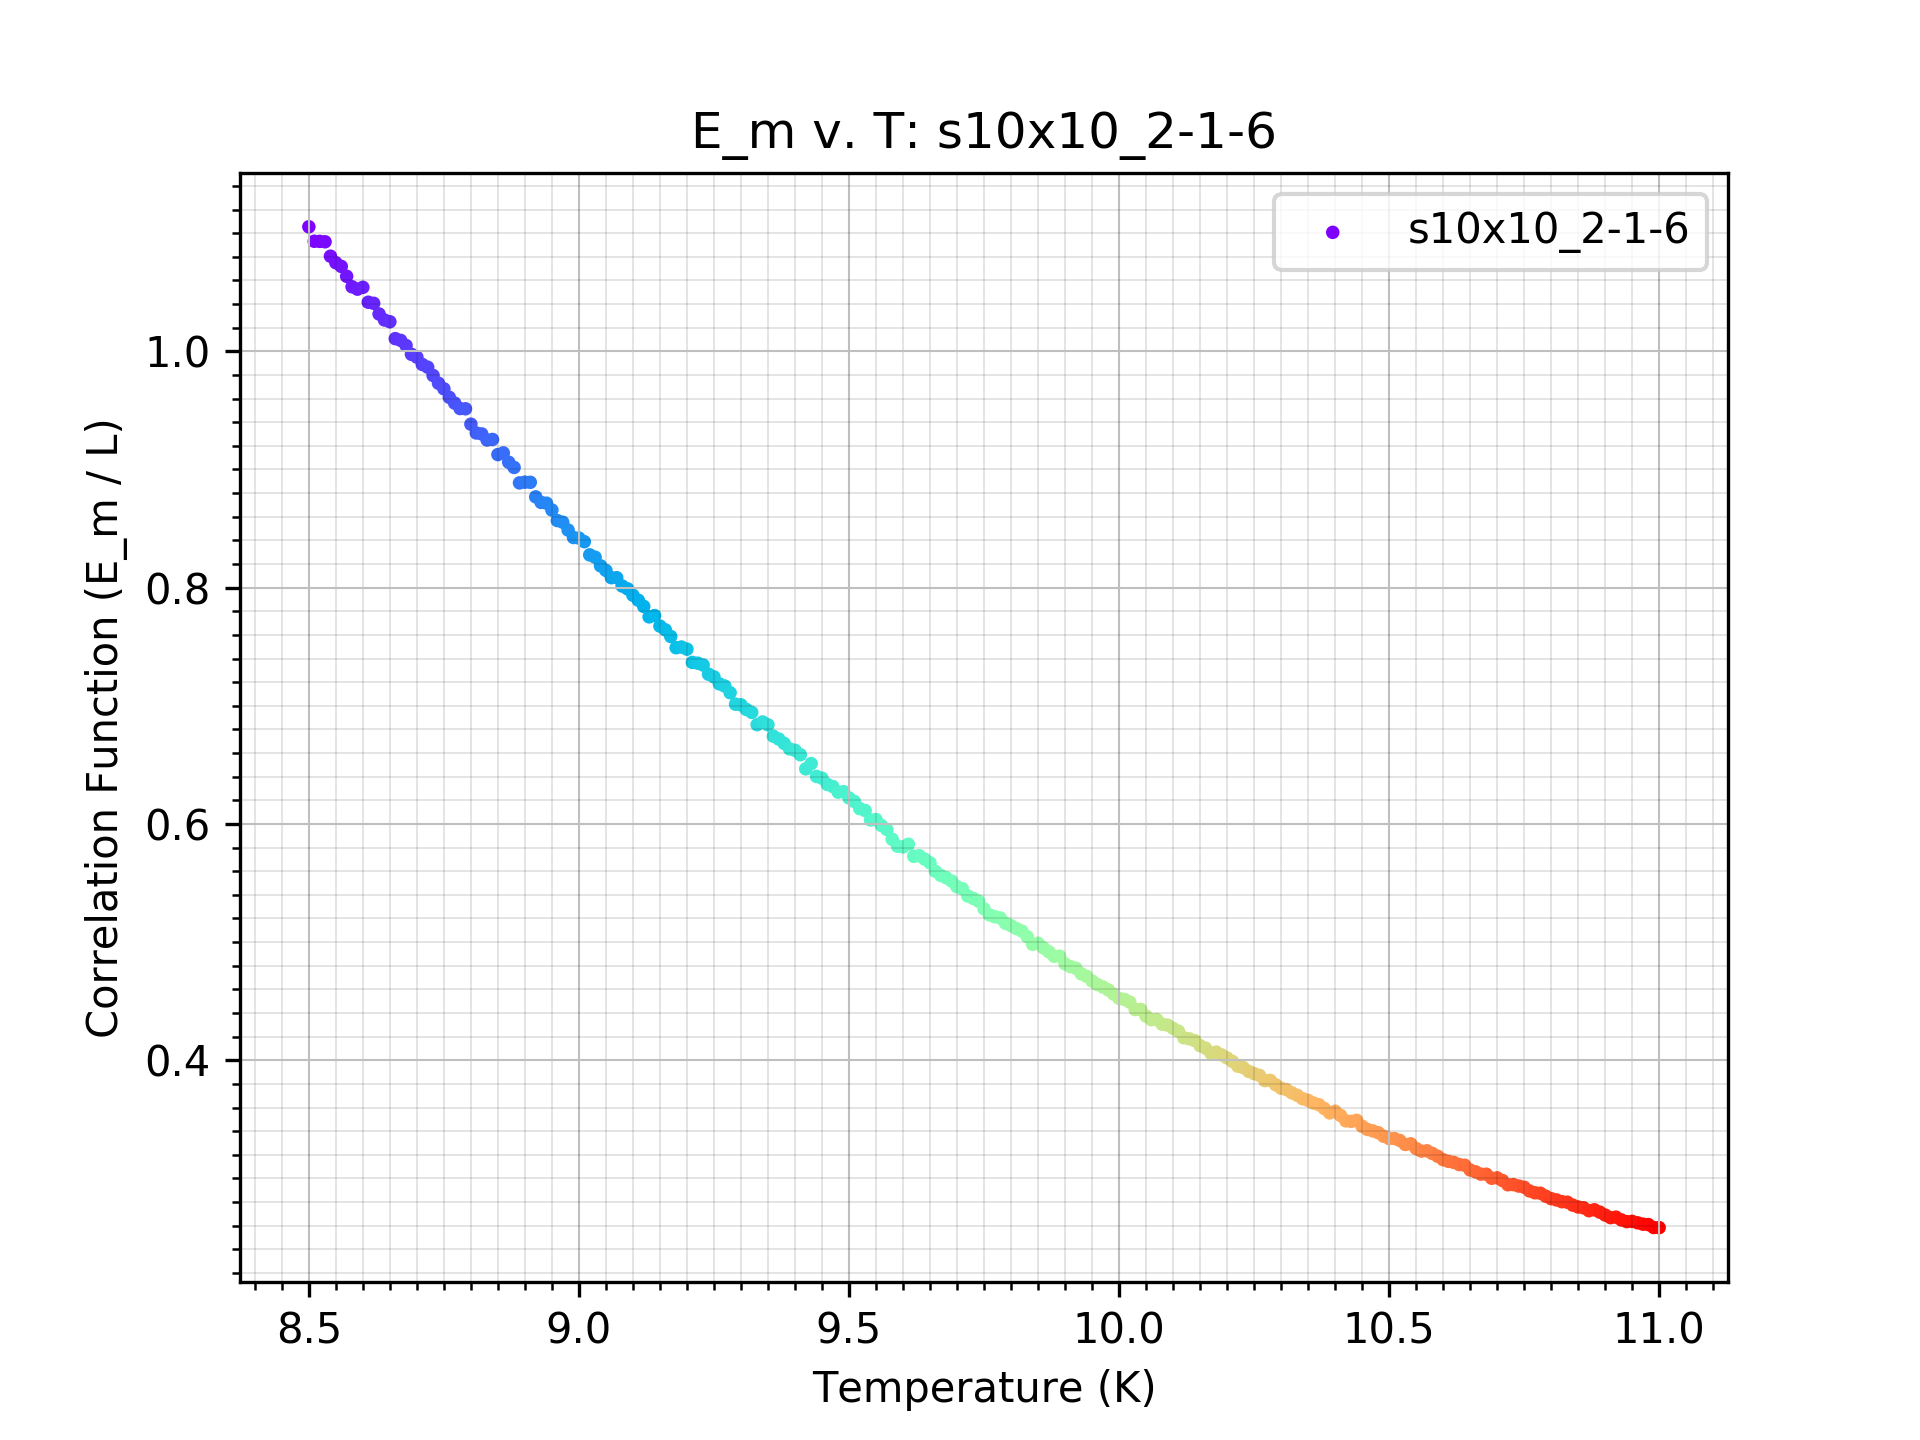 E_m v. T: s10x10_2-1-6
s10x10_2-1-6
Correlation Function (E_m / L)
1.0
0.8
0.6
0.4
8.5 9.0 9.5 10.0 10.5 11.0
Temperature (K)